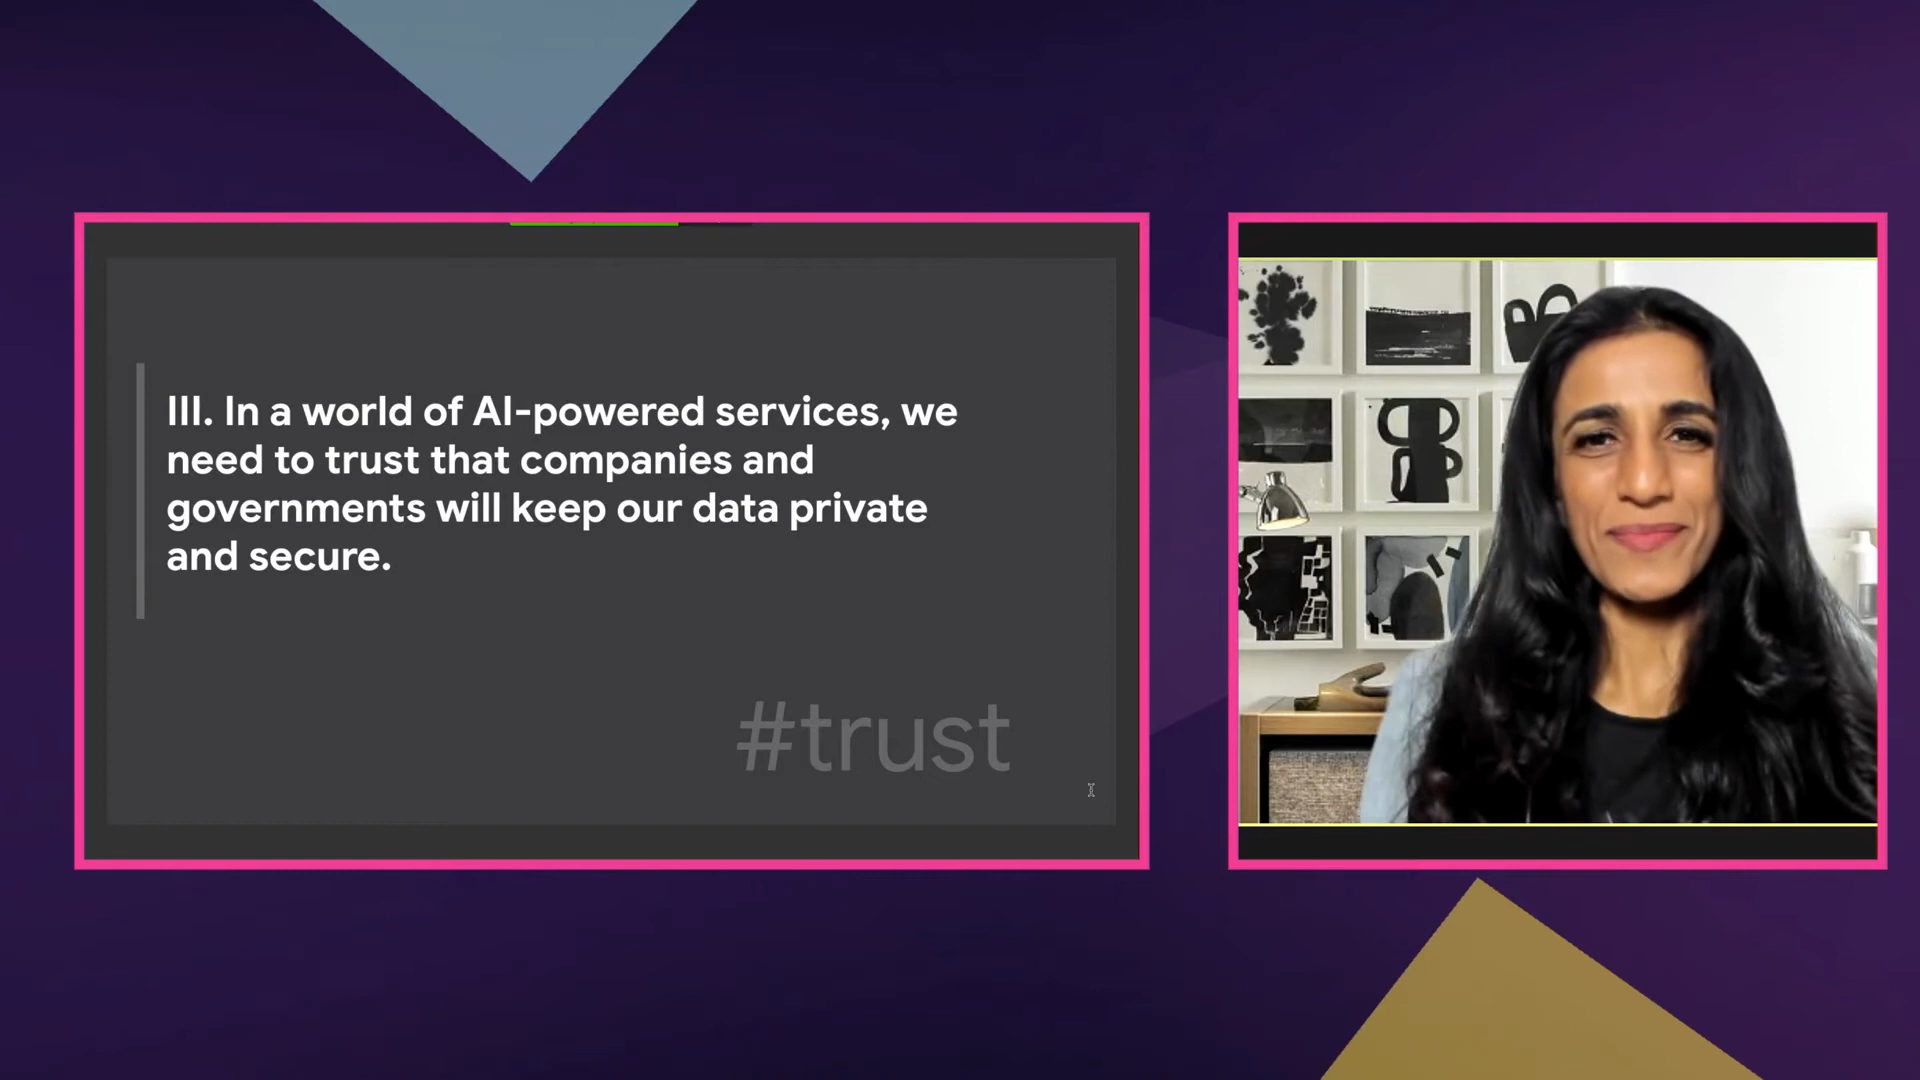 III. In a world of AI-powered services, we
need to trust that companies and
governments will keep our data private
and secure.
#trust